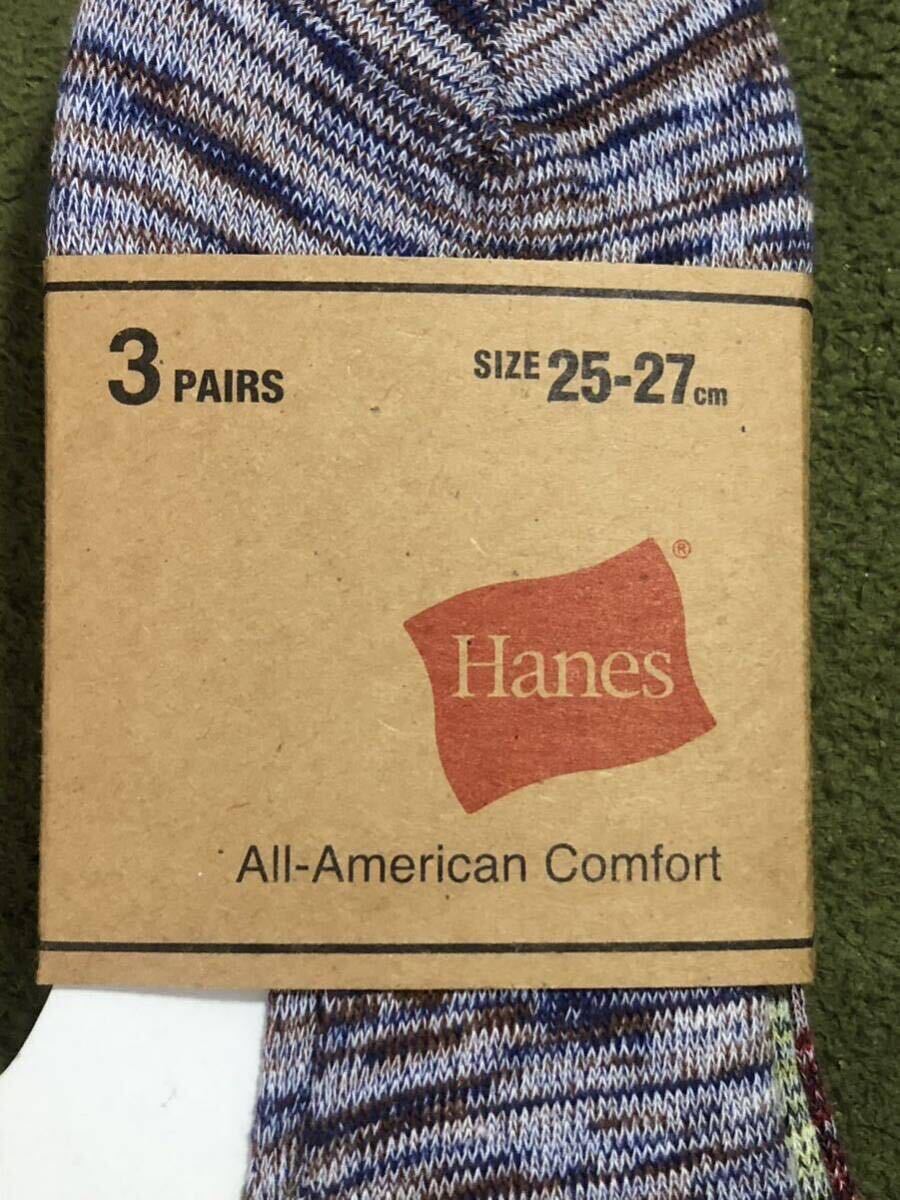 3 PAIRS
SIZE 25-27cm
Hanes®
All-American Comfort